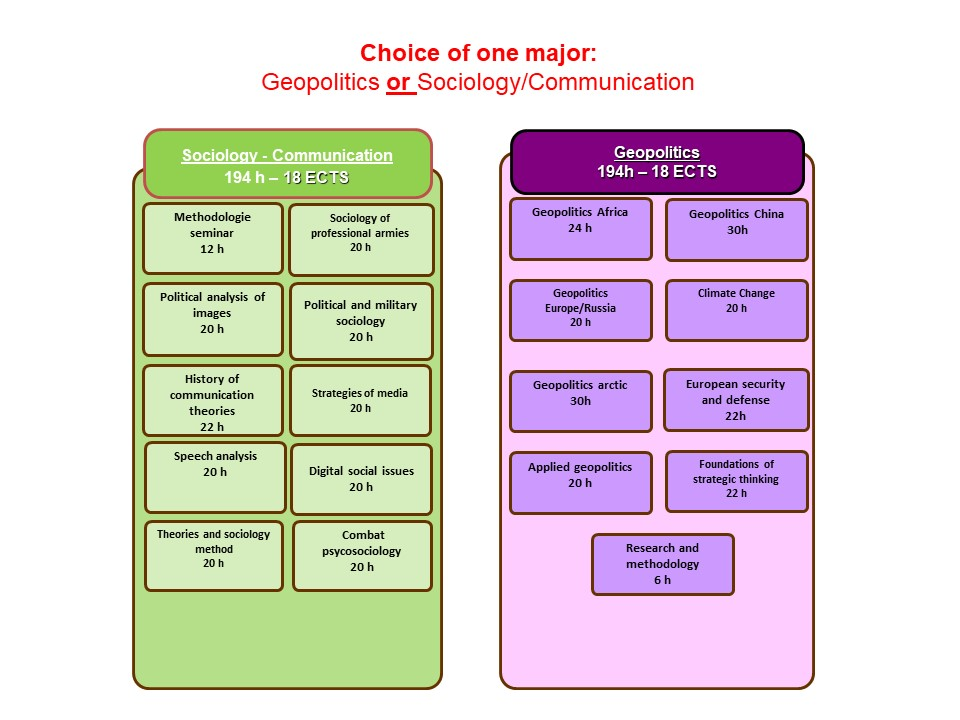 Choice of one major:
Geopolitics or Sociology/Communication
Sociology - Communication
194 h – 18 ECTS
Methodologie
seminar
12 h
Sociology of
professional armies
20 h
Political analysis of
images
20 h
Political and military
sociology
20 h
History of
communication
theories
22 h
Strategies of media
20 h
Speech analysis
20 h
Digital social issues
20 h
Theories and sociology
method
20 h
Combat
psycosociology
20 h
Geopolitics
194h – 18 ECTS
Geopolitics Africa
24 h
Geopolitics China
30h
Geopolitics
Europe/Russia
20 h
Climate Change
20 h
Geopolitics arctic
30h
European security
and defense
22h
Applied geopolitics
20 h
Foundations of
strategic thinking
22 h
Research and
methodology
6 h